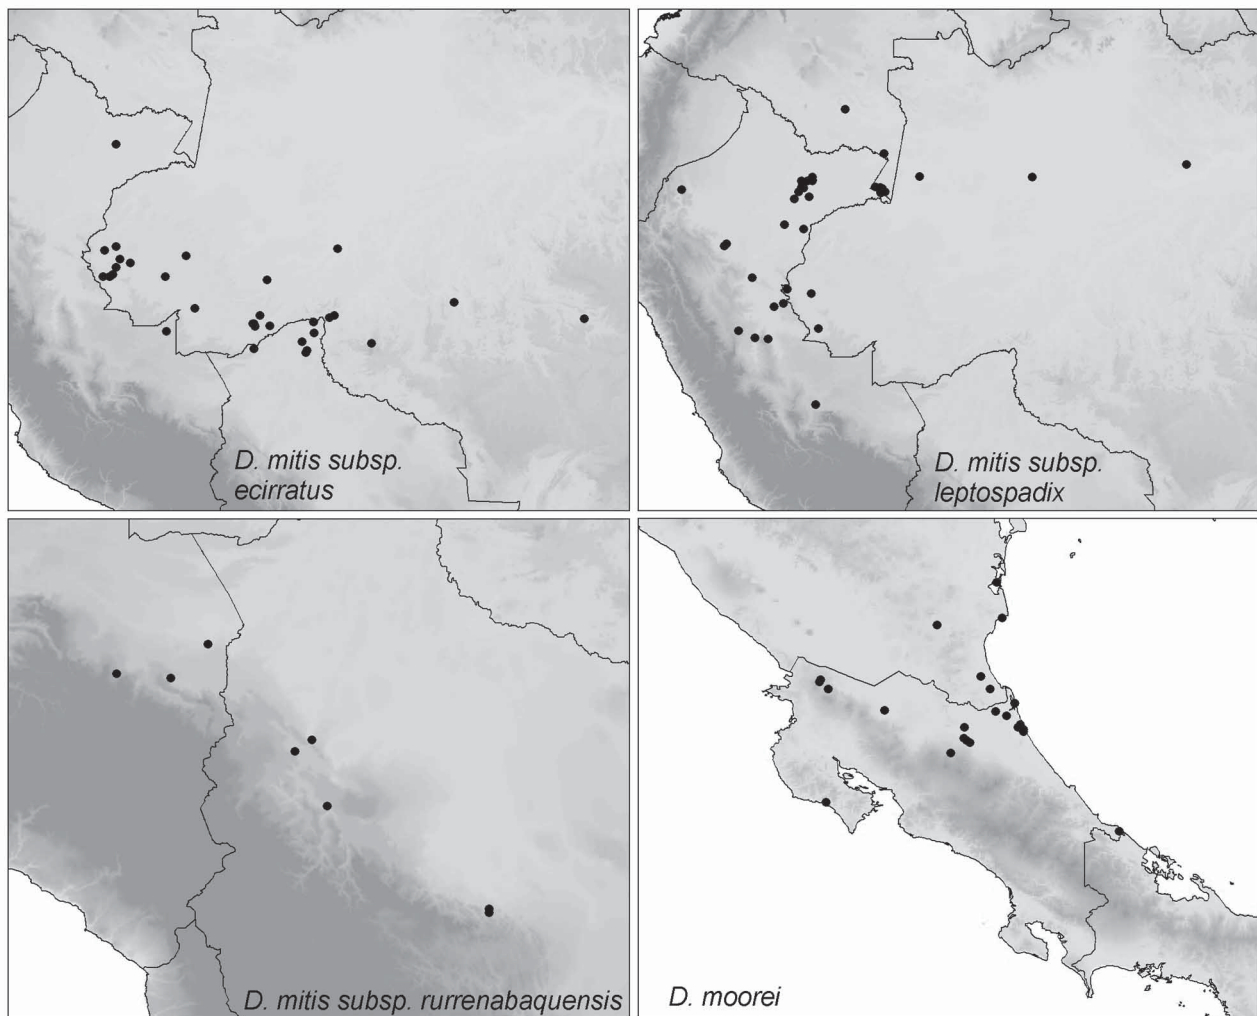 D. mitis subsp.
ecirratus
D. mitis subsp.
leptospadix
D. mitis subsp. rurrenabaquensis
D. moorei